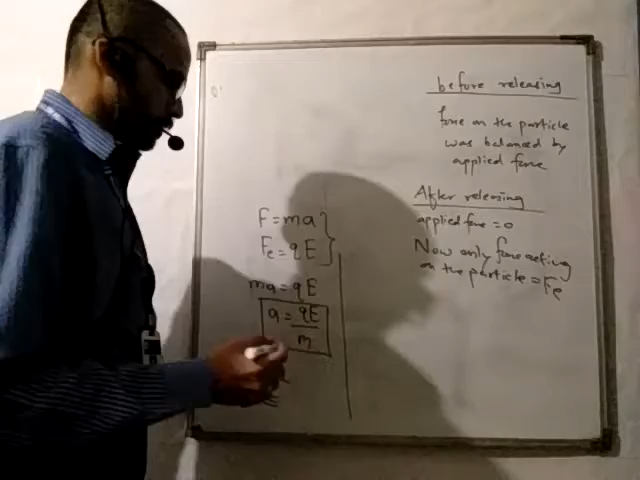 Q1
F = ma
Fe = qE
ma = qE
a = qE
m
before releasing
force on the particle
was balanced by
applied force
After releasing
applied force = 0
Now only force acting
on the particle = Fe